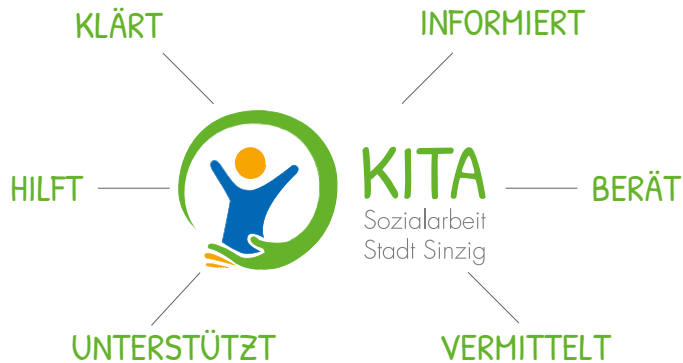 KLÄRT
INFORMIERT
HILFT
KITA
Sozialarbeit
Stadt Sinzig
BERÄT
UNTERSTÜTZT
VERMITTELT